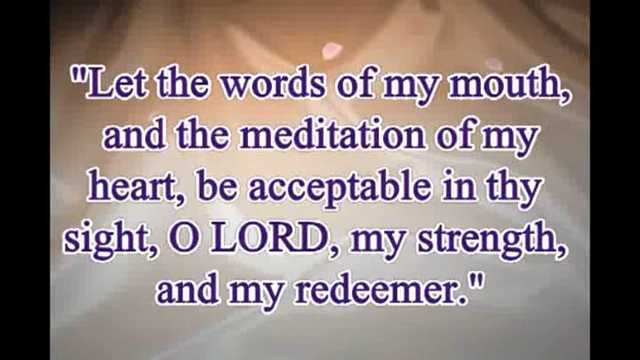 "Let the words of my mouth,
and the meditation of my
heart, be acceptable in thy
sight, O LORD, my strength,
and my redeemer."